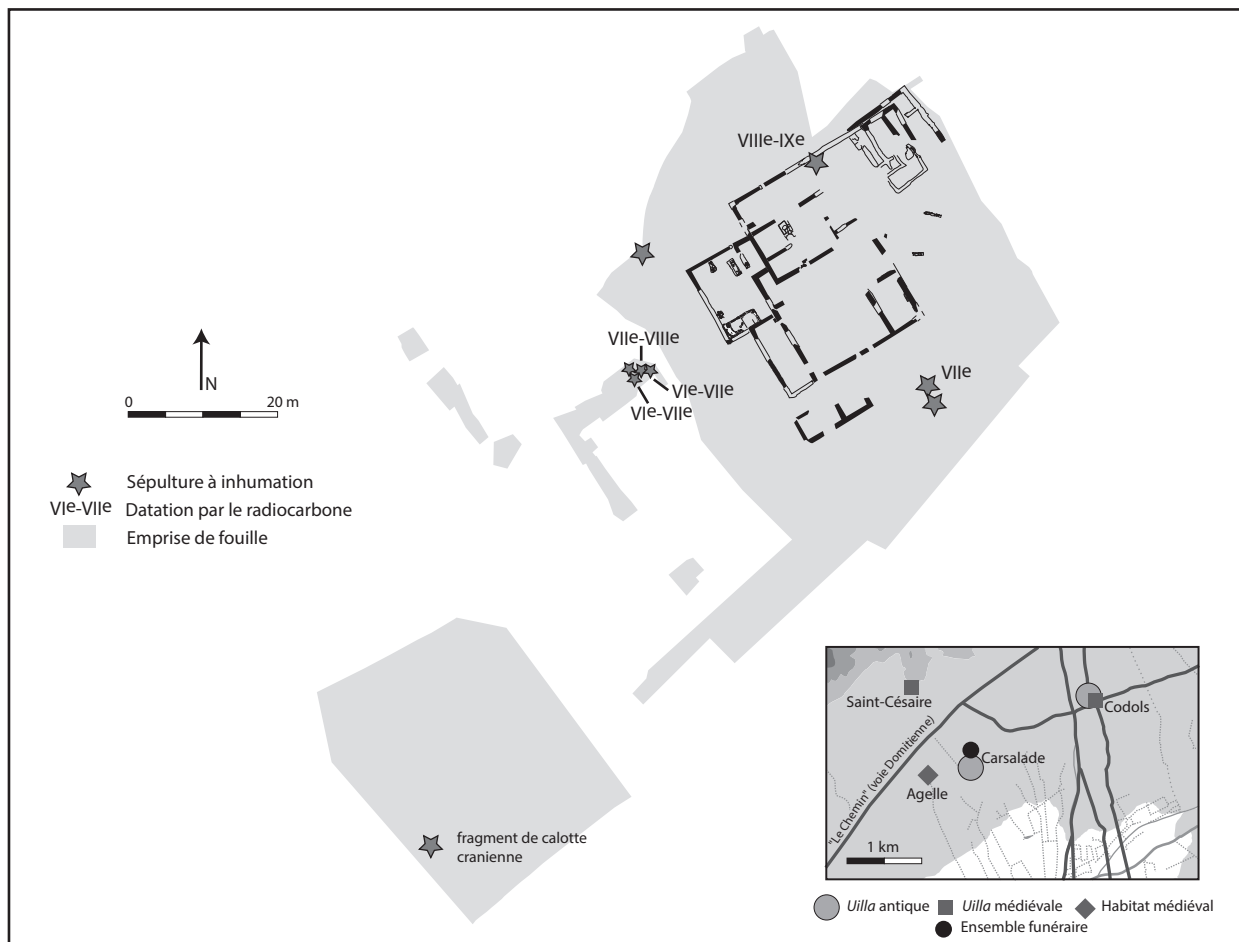 VIIIe-IXe
VIIe-VIIIe
VIe-VIIe
VIe-VIIe
VIIe
N
0 20 m
Sépulture à inhumation
VIe-VIIe Datation par le radiocarbone
Emprise de fouille
fragment de calotte
cranienne
Saint-Césaire
Codols
"Le Chemin" (voie Domitienne)
Carsalade
Agelle
1 km
Uilla antique Uilla médiévale Habitat médiéval
Ensemble funéraire